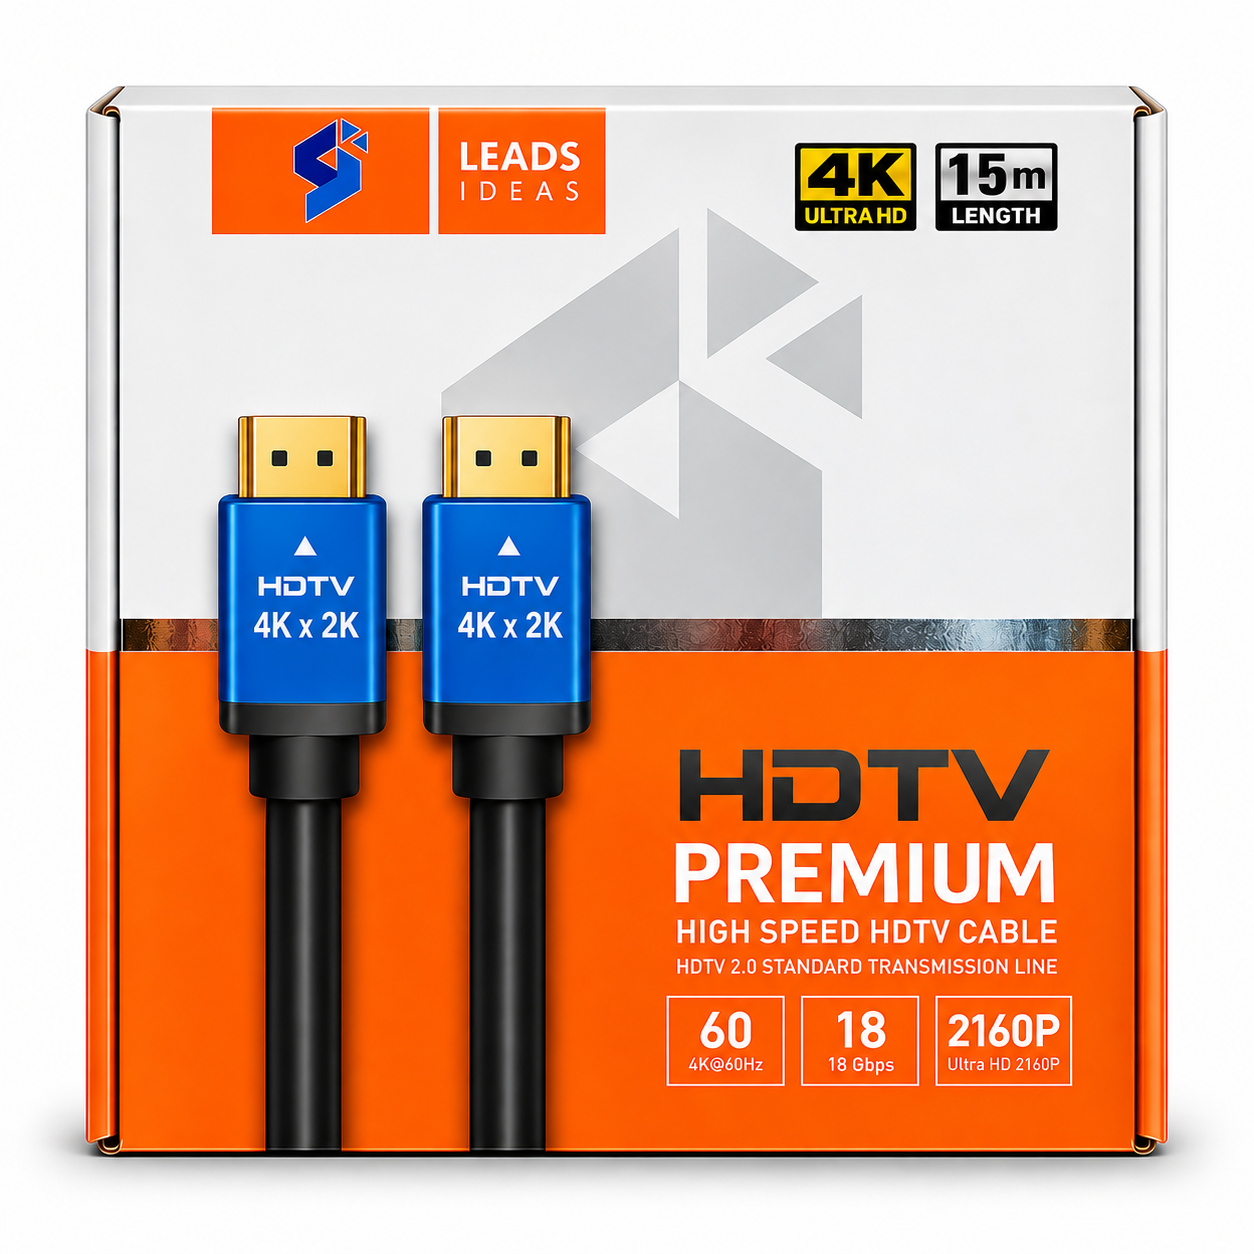 LEADS
IDEAS
4K
ULTRA HD
15m
LENGTH
HDTV
4K x 2K
HDTV
4K x 2K
HDTV
PREMIUM
HIGH SPEED HDTV CABLE
HDTV 2.0 STANDARD TRANSMISSION LINE
60
4K@60Hz
18
18 Gbps
2160P
Ultra HD 2160P